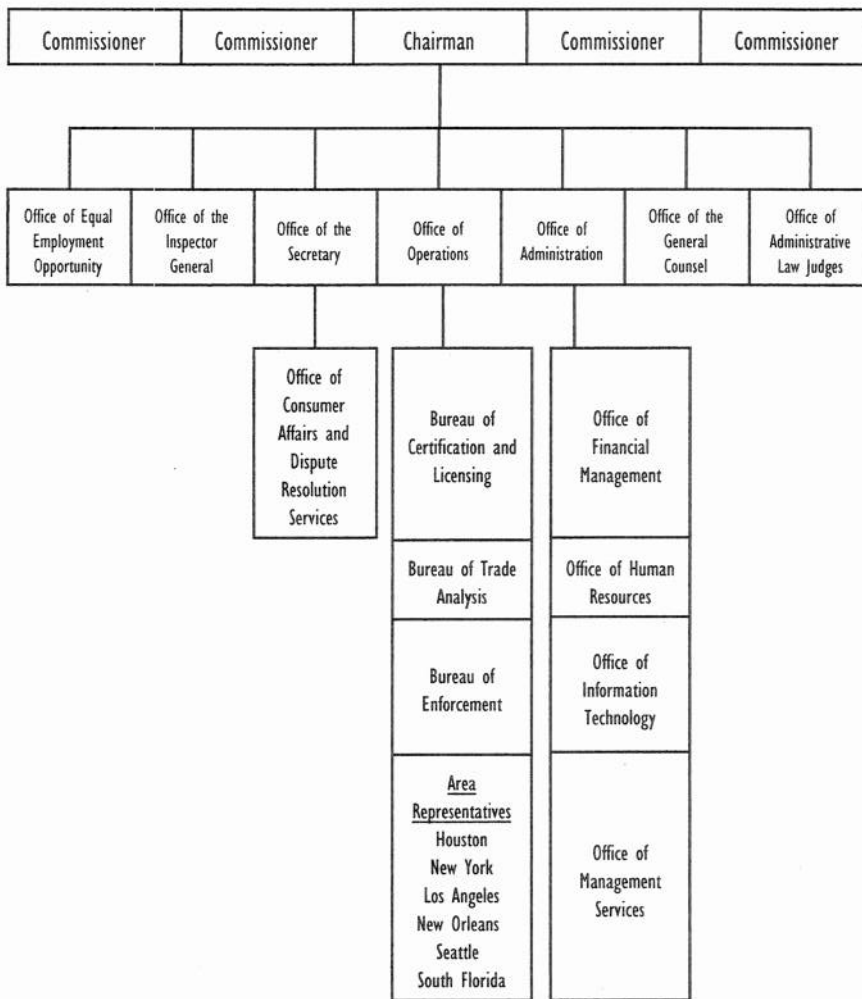 Commissioner
Commissioner
Chairman
Commissioner
Commissioner
Office of Equal
Employment
Opportunity
Office of the
Inspector
General
Office of the
Secretary
Office of
Operations
Office of
Administration
Office of the
General
Counsel
Office of
Administrative
Law Judges
Office of
Consumer
Affairs and
Dispute
Resolution
Services
Bureau of
Certification and
Licensing
Bureau of Trade
Analysis
Bureau of
Enforcement
Area
Representatives
Houston
New York
Los Angeles
New Orleans
Seattle
South Florida
Office of
Financial
Management
Office of Human
Resources
Office of
Information
Technology
Office of
Management
Services